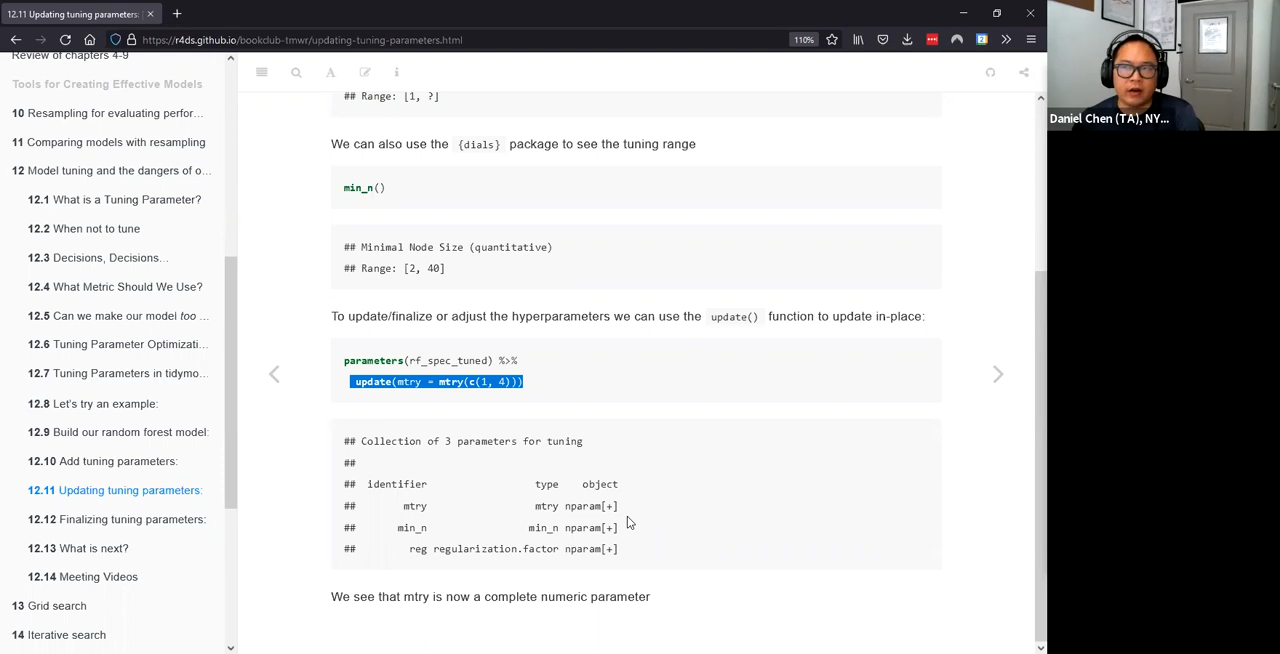 12.11 Updating tuning parameters:
https://r4ds.github.io/bookclub-tmwr/updating-tuning-parameters.html
110%
Review of chapters 4-9
Tools for Creating Effective Models
10 Resampling for evaluating perfor...
11 Comparing models with resampling
12 Model tuning and the dangers of o...
12.1 What is a Tuning Parameter?
12.2 When not to tune
12.3 Decisions, Decisions...
12.4 What Metric Should We Use?
12.5 Can we make our model too ...
12.6 Tuning Parameter Optimizati...
12.7 Tuning Parameters in tidymo...
12.8 Let's try an example:
12.9 Build our random forest model:
12.10 Add tuning parameters:
12.11 Updating tuning parameters:
12.12 Finalizing tuning parameters:
12.13 What is next?
12.14 Meeting Videos
13 Grid search
14 Iterative search
## Range: [1, ?]
We can also use the {dials} package to see the tuning range
min_n()
## Minimal Node Size (quantitative)
## Range: [2, 40]
To update/finalize or adjust the hyperparameters we can use the update() function to update in-place:
parameters(rf_spec_tuned) %>%
update(mtry = mtry(c(1, 4)))
## Collection of 3 parameters for tuning
##
## identifier type object
## mtry mtry nparam[+]
## min_n min_n nparam[+]
## reg regularization.factor nparam[+]
We see that mtry is now a complete numeric parameter
Daniel Chen (TA), NY...